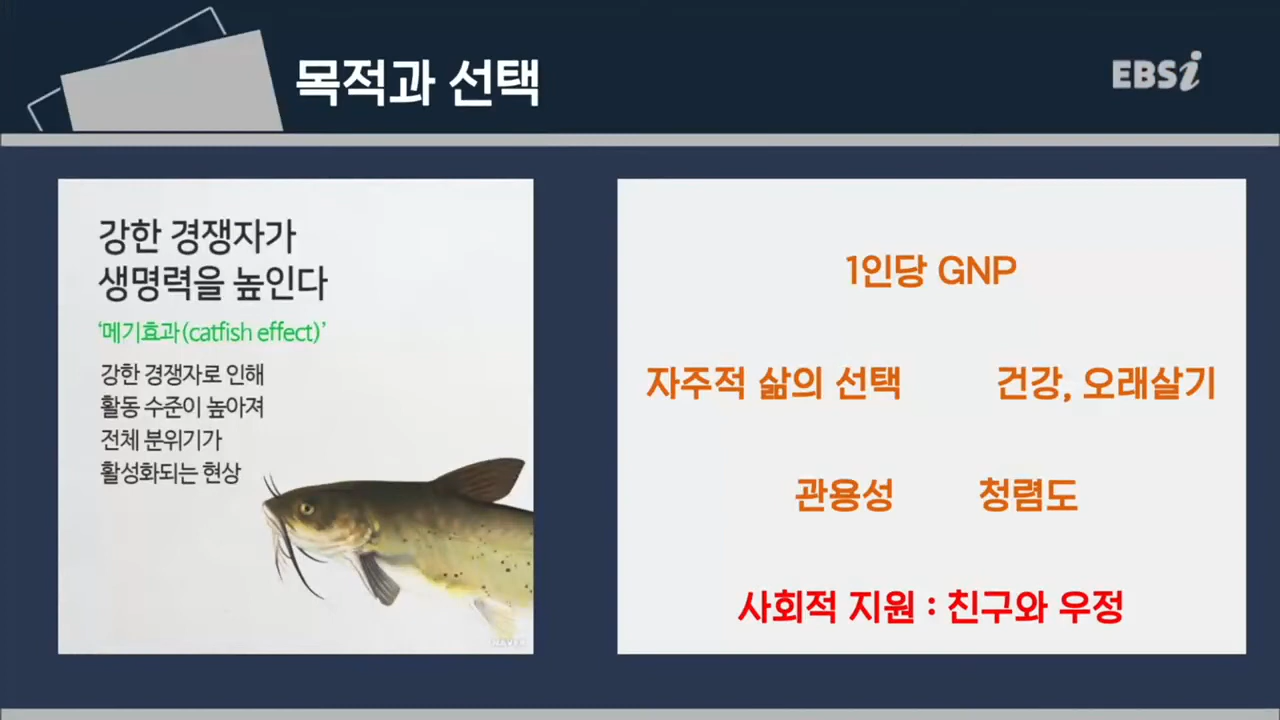 목적과 선택
EBSi
강한 경쟁자가
생명력을 높인다
‘메기효과(catfish effect)’
강한 경쟁자로 인해
활동 수준이 높아져
전체 분위기가
활성화되는 현상
NAVER
1인당 GNP
자주적 삶의 선택 건강, 오래살기
관용성 청렴도
사회적 지원 : 친구와 우정